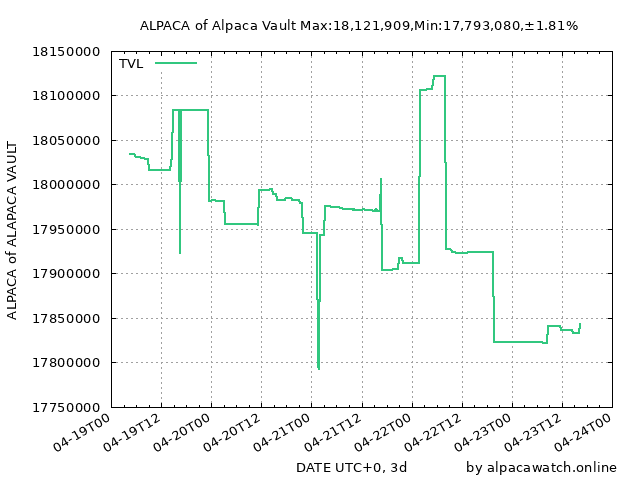 ALPACA of Alpaca Vault Max:18,121,909,Min:17,793,080,±1.81%
TVL
ALPACA of ALAPACA VAULT
18150000
18100000
18050000
18000000
17950000
17900000
17850000
17800000
17750000
04-19T00
04-19T12
04-20T00
04-20T12
04-21T00
04-21T12
04-22T00
04-22T12
04-23T00
04-23T12
04-24T00
DATE UTC+0, 3d
by alpacawatch.online